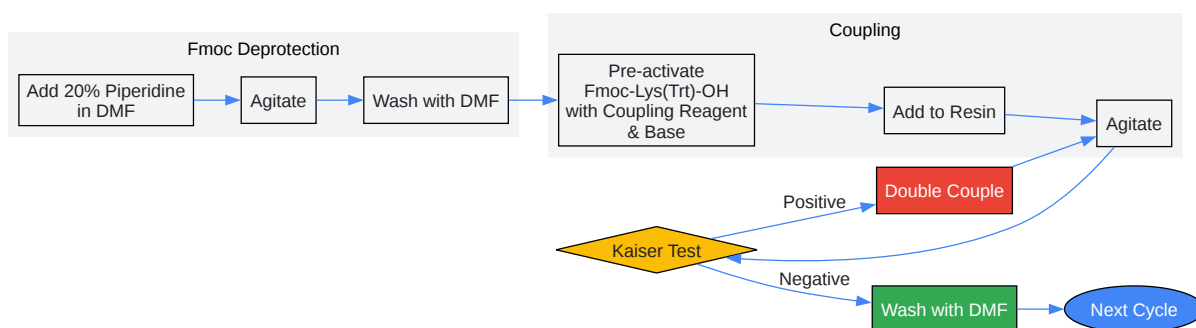 Fmoc Deprotection
Add 20% Piperidine
in DMF
Agitate
Wash with DMF
Coupling
Pre-activate
Fmoc-Lys(Trt)-OH
with Coupling Reagent
& Base
Add to Resin
Agitate
Double Couple
Positive
Kaiser Test
Negative
Wash with DMF
Next Cycle